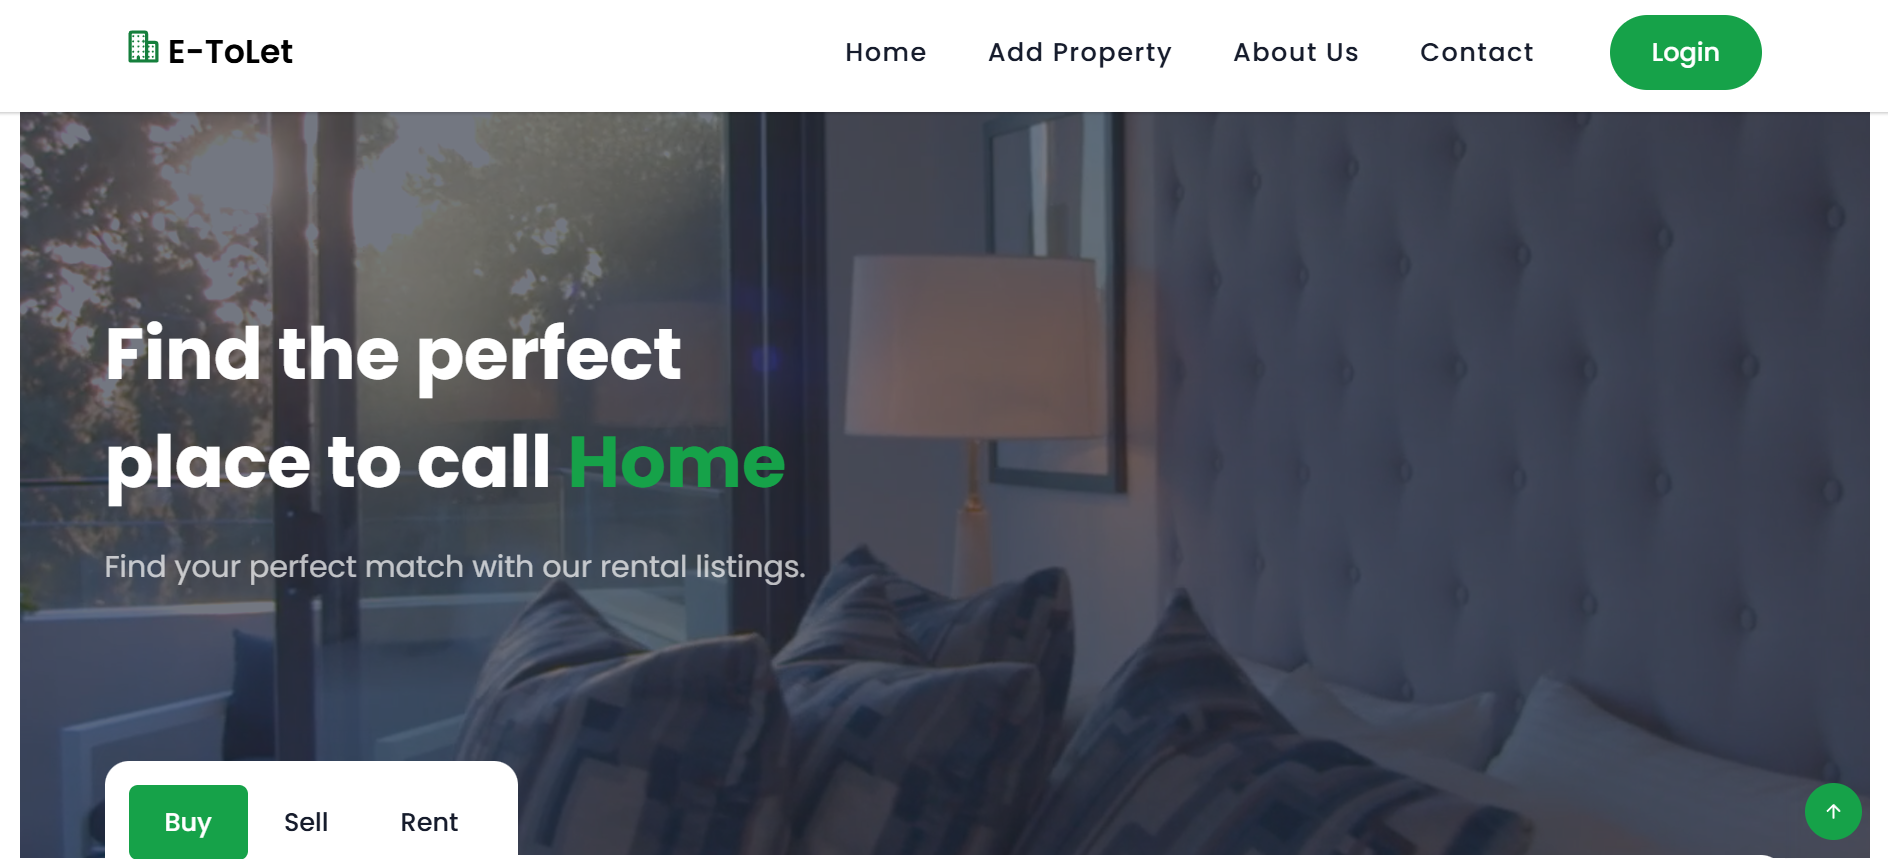 E-ToLet
Home
Add Property
About Us
Contact
Login
Find the perfect
place to call Home
Find your perfect match with our rental listings.
Buy
Sell
Rent